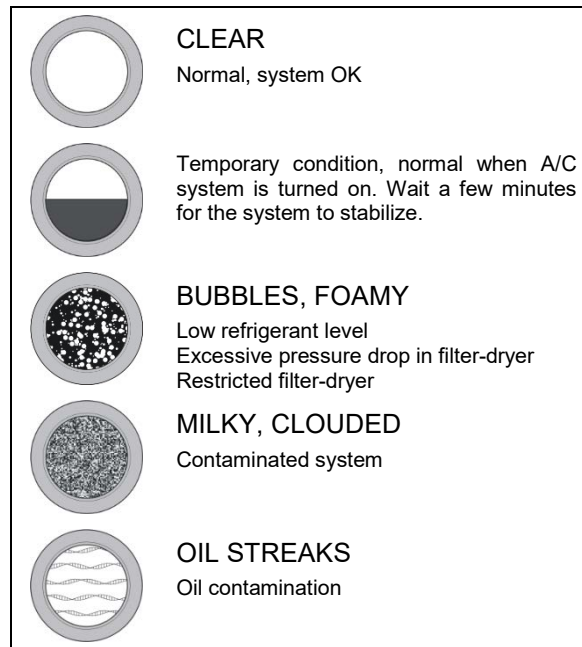 CLEAR
Normal, system OK
Temporary condition, normal when A/C
system is turned on. Wait a few minutes
for the system to stabilize.
BUBBLES, FOAMY
Low refrigerant level
Excessive pressure drop in filter-dryer
Restricted filter-dryer
MILKY, CLOUDED
Contaminated system
OIL STREAKS
Oil contamination